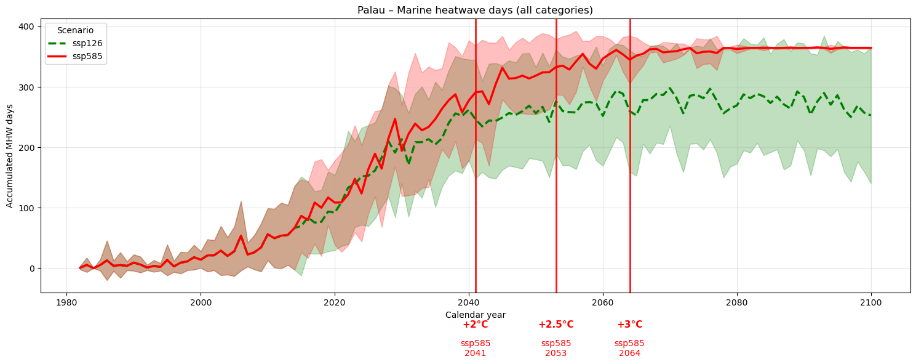 Palau – Marine heatwave days (all categories)
Accumulated MHW days
400
300
200
100
0
Scenario
ssp126
ssp585
1980
2000
2020
2040
2060
2080
2100
Calendar year
+2°C
+2.5°C
+3°C
ssp585
2041
ssp585
2053
ssp585
2064